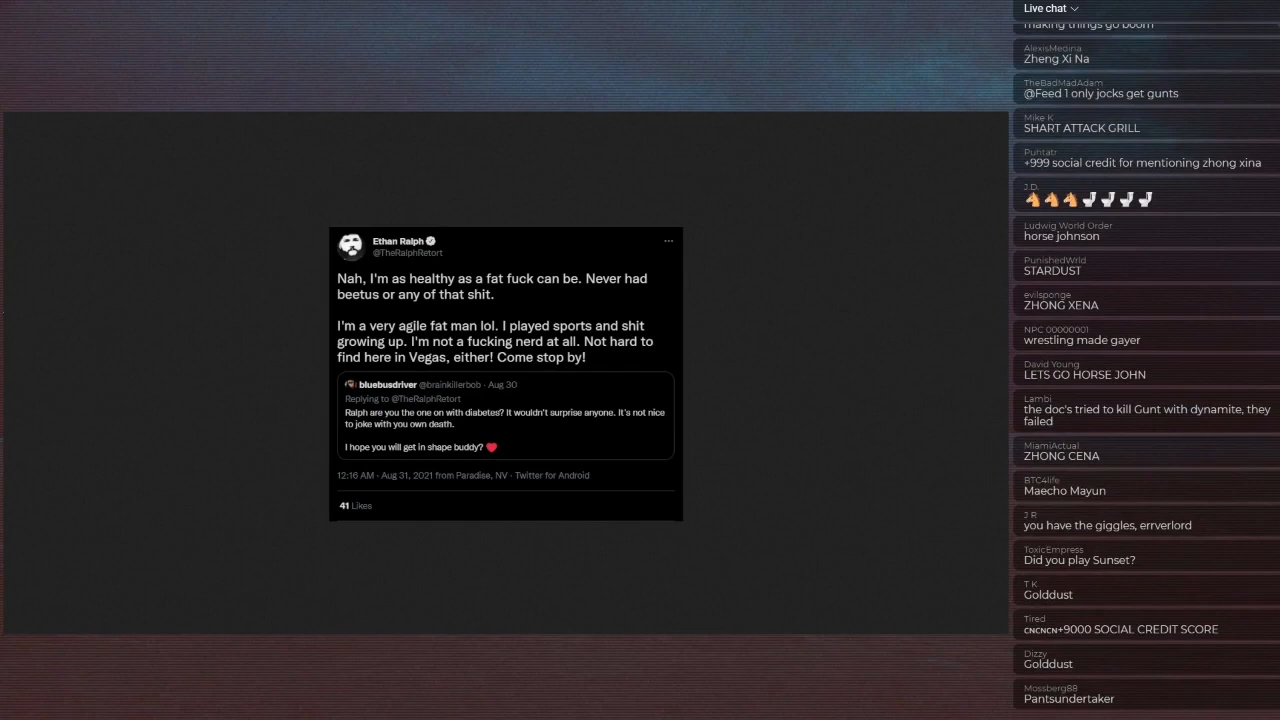 Ethan Ralph
@TheRalphRetort
Nah, I'm as healthy as a fat fuck can be. Never had
beetus or any of that shit.
I'm a very agile fat man lol. I played sports and shit
growing up. I'm not a fucking nerd at all. Not hard to
find here in Vegas, either! Come stop by!
bluebusdriver @brainkillerbob · Aug 30
Replying to @TheRalphRetort
Ralph are you the one on with diabetes? It wouldn't surprise anyone. It's not nice
to joke with you own death.
I hope you will get in shape buddy? ❤️
12:16 AM · Aug 31, 2021 from Paradise, NV · Twitter for Android
41 Likes
Live chat
making things go boom
AlexisMedina
Zheng Xi Na
TheBadMadAdam
@Feed 1 only jocks get gunts
Mike K
SHART ATTACK GRILL
Puhtatr
+999 social credit for mentioning zhong xina
J.D.
🐴🐴🐴🚽🚽🚽🚽
Ludwig World Order
horse johnson
PunishedWrld
STARDUST
evilsponge
ZHONG XENA
NPC 00000001
wrestling made gayer
David Young
LETS GO HORSE JOHN
Lambi
the doc's tried to kill Gunt with dynamite, they
failed
MiamiActual
ZHONG CENA
BTC4life
Maecho Mayun
J R
you have the giggles, errverlord
ToxicEmpress
Did you play Sunset?
T K
Golddust
Tired
CNCNCN+9000 SOCIAL CREDIT SCORE
Dizzy
Golddust
Mossberg88
Pantsundertaker